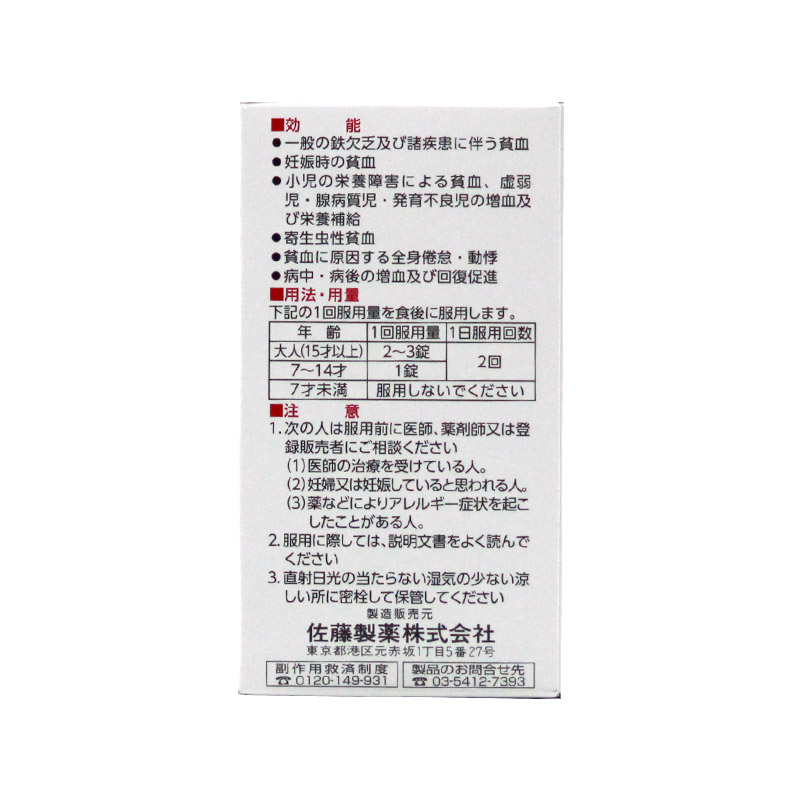 ■効　能
●一般の鉄欠乏及び諸疾患に伴う貧血
●妊娠時の貧血
●小児の栄養障害による貧血、虚弱
児・腺病質児・発育不良児の増血及
び栄養補給
●寄生虫性貧血
●貧血に原因する全身倦怠・動悸
●病中・病後の増血及び回復促進
■用法・用量
下記の1回服用量を食後に服用します。
年 齢 1回服用量 1日服用回数
大人(15才以上) 2〜3錠 2回
7〜14才 1錠
7才未満 服用しないでください
■注　意
1.次の人は服用前に医師、薬剤師又は登
録販売者にご相談ください
(1)医師の治療を受けている人。
(2)妊婦又は妊娠していると思われる人。
(3)薬などによりアレルギー症状を起こ
したことがある人。
2.服用に際しては、説明文書をよく読んで
ください
3.直射日光の当たらない湿気の少ない涼
しい所に密栓して保管してください
製造販売元
佐藤製薬株式会社
東京都港区元赤坂1丁目5番27号
副作用救済制度 製品のお問合せ先
☎0120-149-931 ☎03-5412-7393